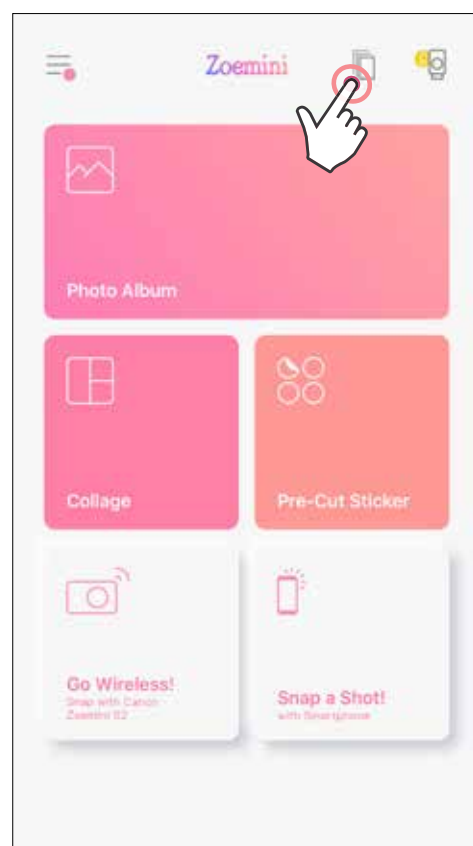 Zoemini
Photo Album
Collage
Pre-Cut Sticker
Go Wireless!
Snap with Canon
Zoemini S2
Snap a Shot!
with Smartphone